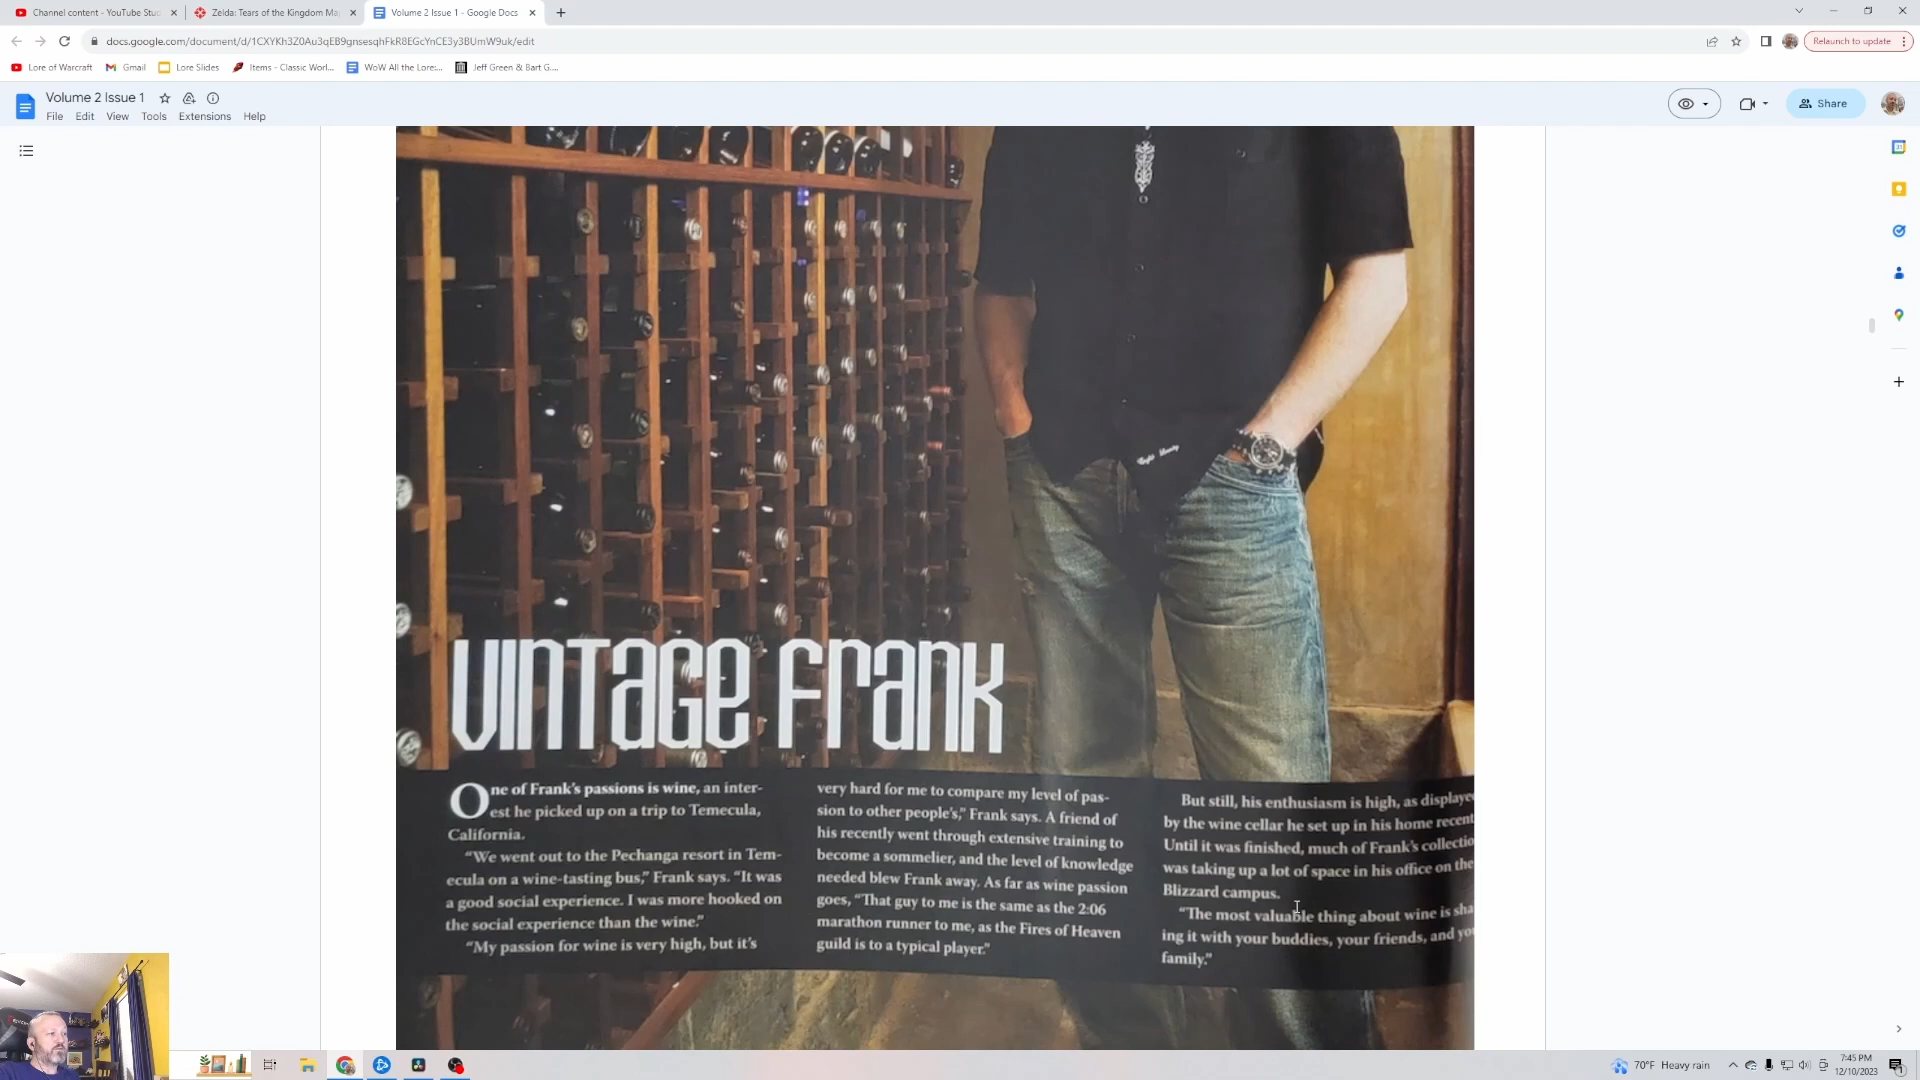 Channel content - YouTube Stu
Zelda: Tears of the Kingdom Ma
Volume 2 Issue 1 - Google Docs
docs.google.com/document/d/1CXYKh3Z0Au3qEB9gnsesqhFkR8EGcYnCE3y3BUmW9uk/edit
Relaunch to update
Lore of Warcraft
Gmail
Lore Slides
Items - Classic Worl...
WoW All the Lore:...
Jeff Green & Bart G....
Volume 2 Issue 1
Share
File Edit View Tools Extensions Help
VINTAGE FRANK
One of Frank's passions is wine, an inter-
est he picked up on a trip to Temecula,
California.
“We went out to the Pechanga resort in Tem-
ecula on a wine-tasting bus,” Frank says. “It was
a good social experience. I was more hooked on
the social experience than the wine.”
“My passion for wine is very high, but it's
very hard for me to compare my level of pas-
sion to other people's,” Frank says. A friend of
his recently went through extensive training to
become a sommelier, and the level of knowledge
needed blew Frank away. As far as wine passion
goes, “That guy to me is the same as the 2:06
marathon runner to me, as the Fires of Heaven
guild is to a typical player.”
But still, his enthusiasm is high, as displaye
by the wine cellar he set up in his home recent
Until it was finished, much of Frank's collectio
was taking up a lot of space in his office on the
Blizzard campus.
“The most valuable thing about wine is sha
ing it with your buddies, your friends, and yo
family.”
70°F Heavy rain
7:45 PM
12/10/2023